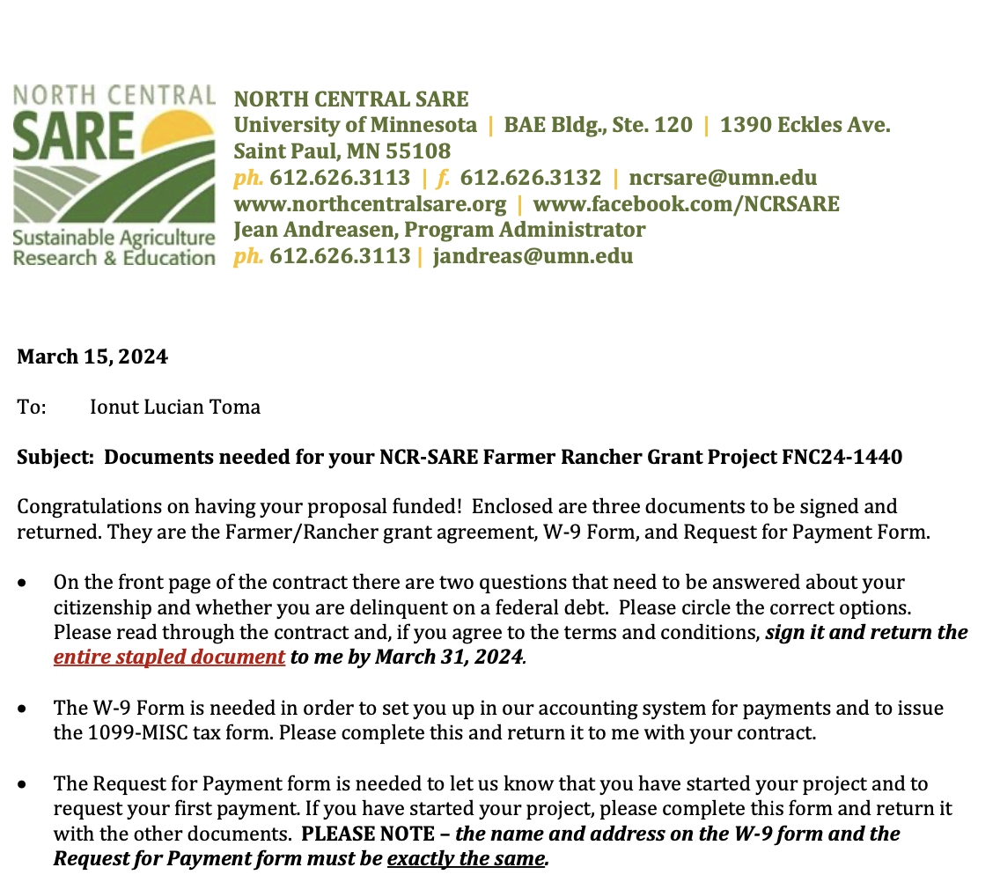 NORTH CENTRAL
SARE
Sustainable Agriculture
Research & Education
NORTH CENTRAL SARE
University of Minnesota | BAE Bldg., Ste. 120 | 1390 Eckles Ave.
Saint Paul, MN 55108
ph. 612.626.3113 | f. 612.626.3132 | ncrsare@umn.edu
www.northcentralsare.org | www.facebook.com/NCRSARE
Jean Andreasen, Program Administrator
ph. 612.626.3113 | jandreas@umn.edu
March 15, 2024
To: Ionut Lucian Toma
Subject: Documents needed for your NCR-SARE Farmer Rancher Grant Project FNC24-1440
Congratulations on having your proposal funded! Enclosed are three documents to be signed and
returned. They are the Farmer/Rancher grant agreement, W-9 Form, and Request for Payment Form.
• On the front page of the contract there are two questions that need to be answered about your
citizenship and whether you are delinquent on a federal debt. Please circle the correct options.
Please read through the contract and, if you agree to the terms and conditions, sign it and return the
entire stapled document to me by March 31, 2024.
• The W-9 Form is needed in order to set you up in our accounting system for payments and to issue
the 1099-MISC tax form. Please complete this and return it to me with your contract.
• The Request for Payment form is needed to let us know that you have started your project and to
request your first payment. If you have started your project, please complete this form and return it
with the other documents. PLEASE NOTE – the name and address on the W-9 form and the
Request for Payment form must be exactly the same.